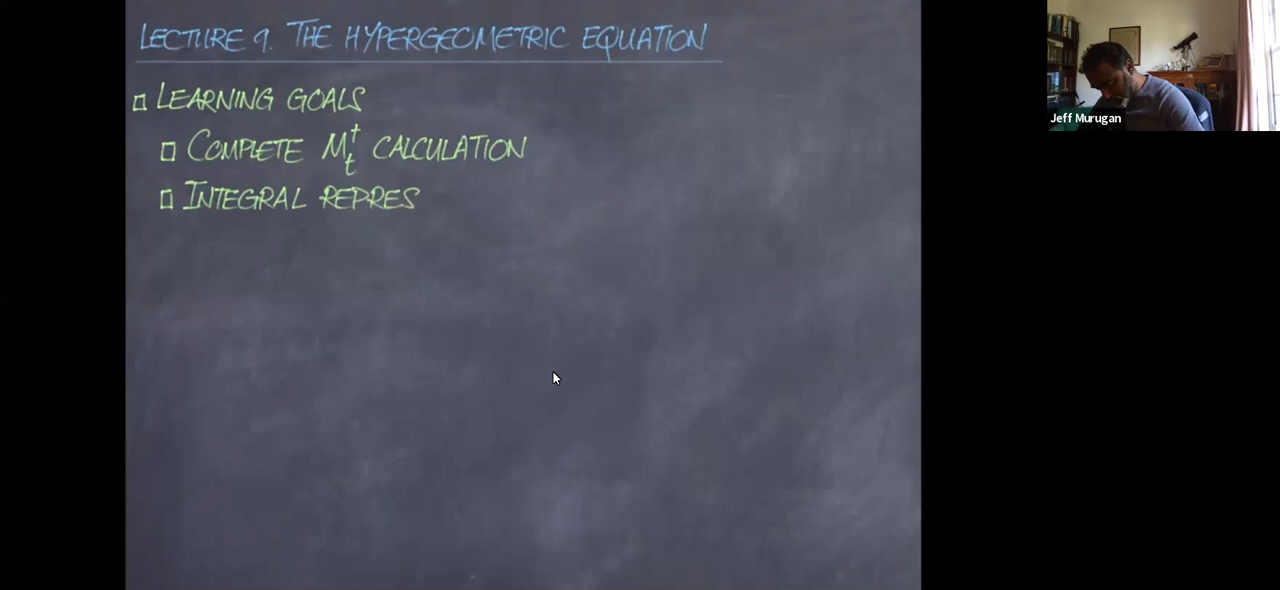 LECTURE 9. THE HYPERGEOMETRIC EQUATION
LEARNING GOALS
COMPLETE M_t^† CALCULATION
INTEGRAL REPRES
Jeff Murugan